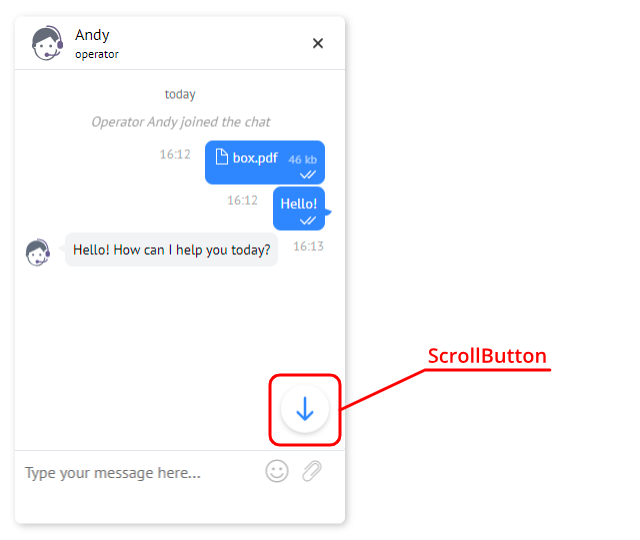 Andy
operator
today
Operator Andy joined the chat
16:12 box.pdf 46 kb
16:12 Hello!
Hello! How can I help you today? 16:13
ScrollButton
Type your message here...